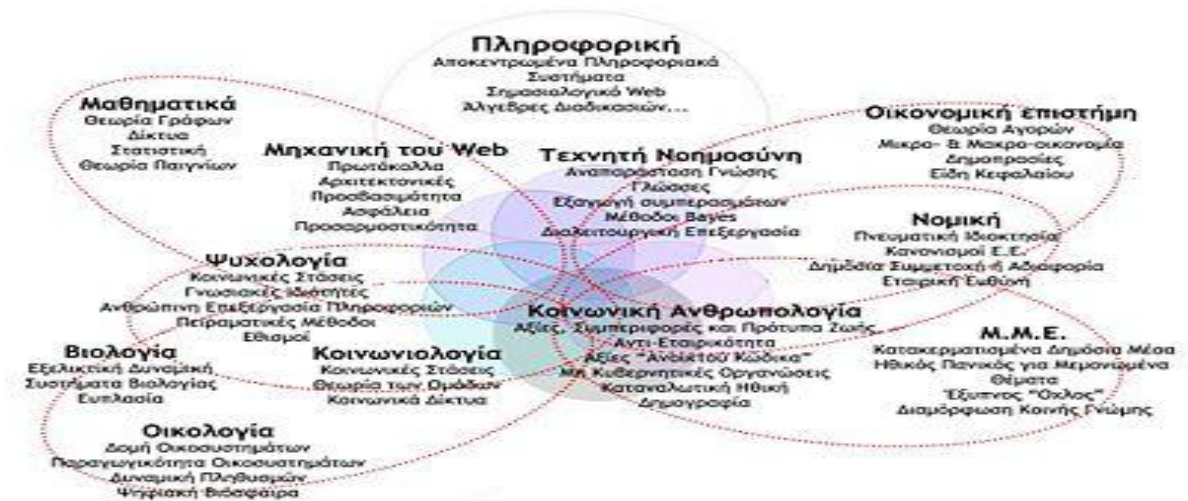 Πληροφορική
Αποκεντρωμένα Πληροφοριακά
Συστήματα
Σημασιολογικό Web
Άλγεβρες Διαδικασιών...
Μαθηματικά
Θεωρία Γράφων
Δίκτυα
Στατιστική
Θεωρία Παιγνίων
Μηχανική του Web
Πρωτόκολλα
Αρχιτεκτονικές
Προσβασιμότητα
Ασφάλεια
Προσαρμοστικότητα
Τεχνητή Νοημοσύνη
Αναπαράσταση Γνώσης
Γλώσσες
Εξαγωγή συμπερασμάτων
Μέθοδοι Bayes
Διαλειτουργική Επεξεργασία
Οικονομική επιστήμη
Θεωρία Αγορών
Μικρο- & Μακρο-οικονομία
Δημοπρασίες
Είδη Κεφαλαίου
Νομική
Πνευματική Ιδιοκτησία
Κανονισμοί Ε.Ε.
Δημόσια Συμμετοχή ή Αδιαφορία
Εταιρική Ευθύνη
Ψυχολογία
Κοινωνικές Στάσεις
Γνωσιακές Ιδιότητες
Ανθρώπινη Επεξεργασία Πληροφοριών
Πειραματικές Μέθοδοι
Εθισμοί
Κοινωνική Ανθρωπολογία
Αξίες, Συμπεριφορές και Πρότυπα Ζωής
Αντι-Εταιρικότητα
Αξίες "Ανοικτού Κώδικα"
Μη Κυβερνητικές Οργανώσεις
Καταναλωτική Ηθική
Δημογραφία
Μ.Μ.Ε.
Κατακερματισμένα Δημόσια Μέσα
Ηθικός Πανικός για Μεμονωμένα
Θέματα
Έξυπνος "Όχλος"
Διαμόρφωση Κοινής Γνώμης
Βιολογία
Εξελικτική Δυναμική
Συστήματα Βιολογίας
Ευπλασία
Κοινωνιολογία
Κοινωνικές Στάσεις
Θεωρία των Ομάδων
Κοινωνικά Δίκτυα
Οικολογία
Δομή Οικοσυστημάτων
Παραγωγικότητα Οικοσυστημάτων
Δυναμική Πληθυσμών
Ψηφιακή Βιόσφαιρα